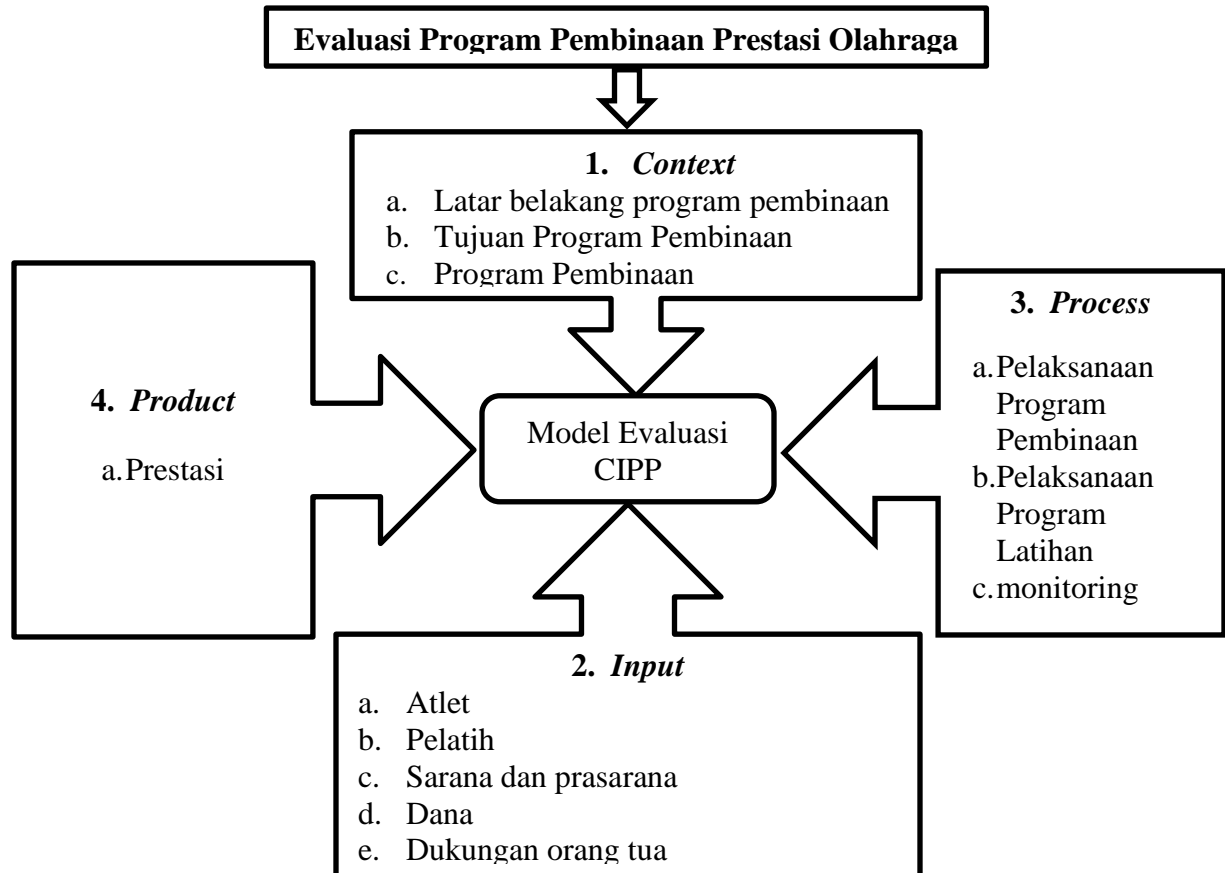 Evaluasi Program Pembinaan Prestasi Olahraga
1. Context
a. Latar belakang program pembinaan
b. Tujuan Program Pembinaan
c. Program Pembinaan
4. Product
a. Prestasi
Model Evaluasi
CIPP
3. Process
a. Pelaksanaan
Program
Pembinaan
b. Pelaksanaan
Program
Latihan
c. monitoring
2. Input
a. Atlet
b. Pelatih
c. Sarana dan prasarana
d. Dana
e. Dukungan orang tua